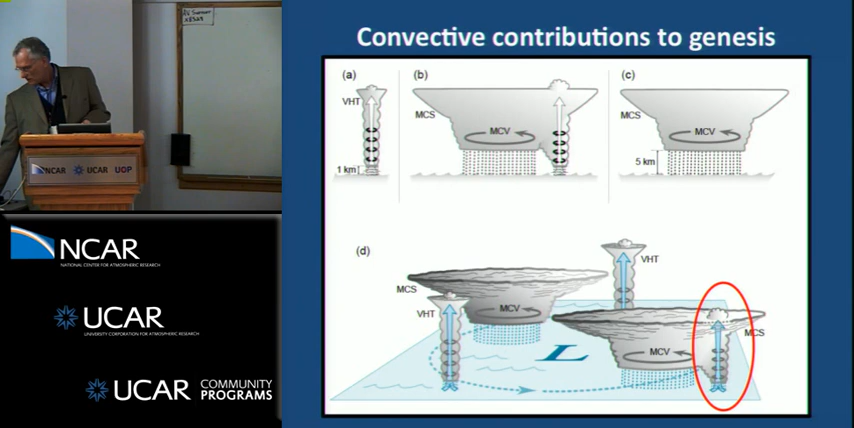 Convective contributions to genesis
(a)
VHT
1 km
(b)
MCS
MCV
(c)
MCS
MCV
5 km
(d)
VHT
MCS
MCV
VHT
L
MCS
MCV
NCAR UCAR UOP
NCAR
NATIONAL CENTER FOR ATMOSPHERIC RESEARCH
UCAR
UNIVERSITY CORPORATION FOR ATMOSPHERIC RESEARCH
UCAR COMMUNITY
PROGRAMS